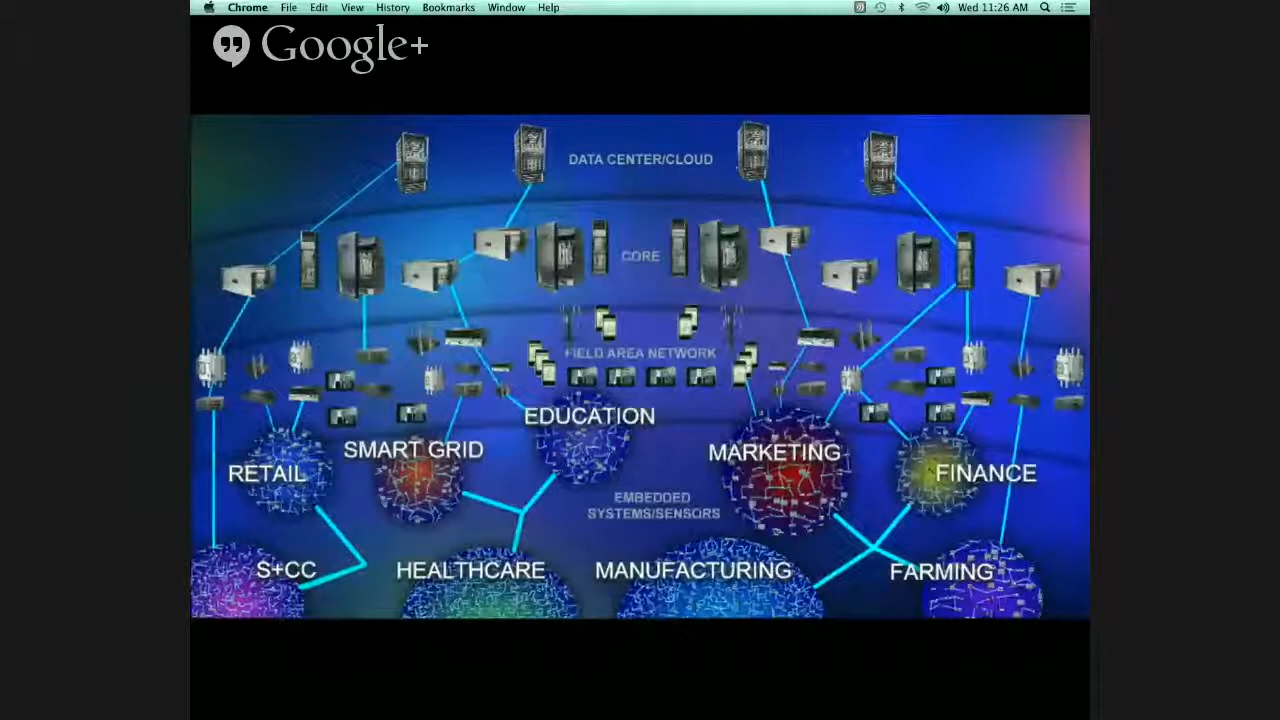 Chrome File Edit View History Bookmarks Window Help Wed 11:26 AM
Google+
DATA CENTER/CLOUD
CORE
FIELD AREA NETWORK
EDUCATION
SMART GRID
MARKETING
RETAIL
FINANCE
EMBEDDED
SYSTEMS/SENSORS
S+CC
HEALTHCARE
MANUFACTURING
FARMING